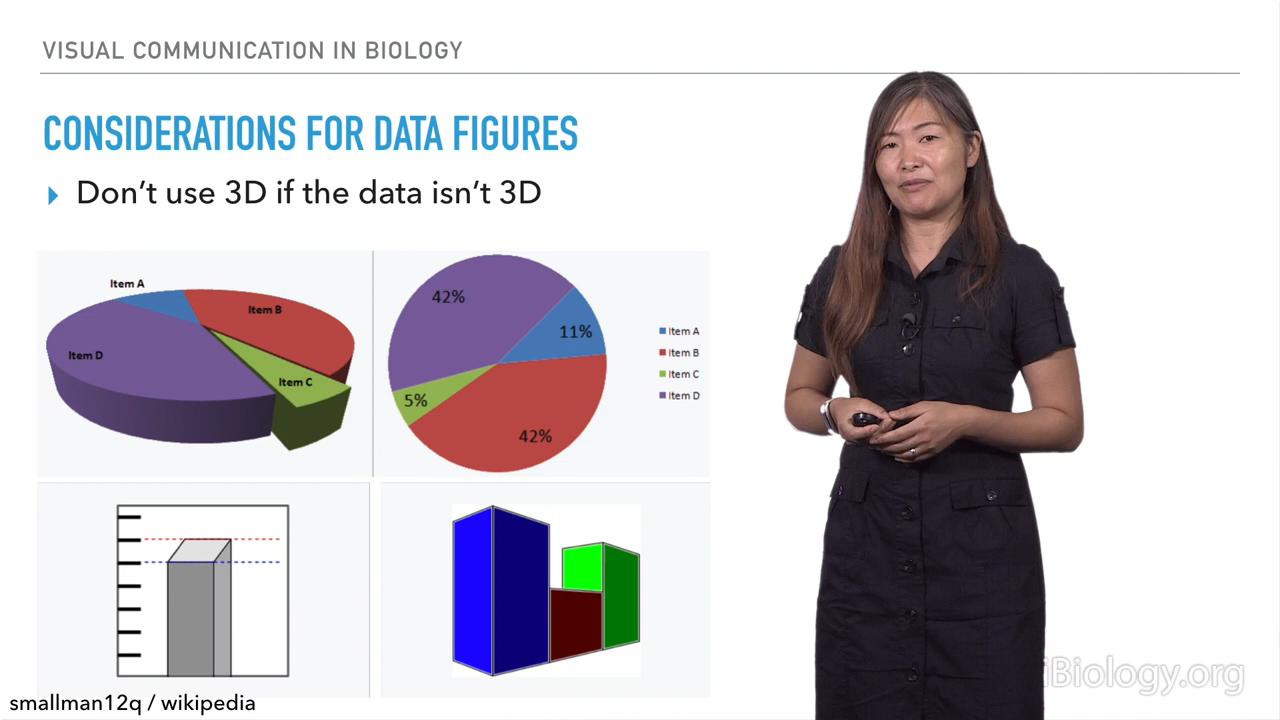 VISUAL COMMUNICATION IN BIOLOGY
CONSIDERATIONS FOR DATA FIGURES
Don't use 3D if the data isn't 3D
Item A
Item B
Item D
Item C
42%
11%
5%
42%
Item A
Item B
Item C
Item D
iBiology.org
smallman12q / wikipedia